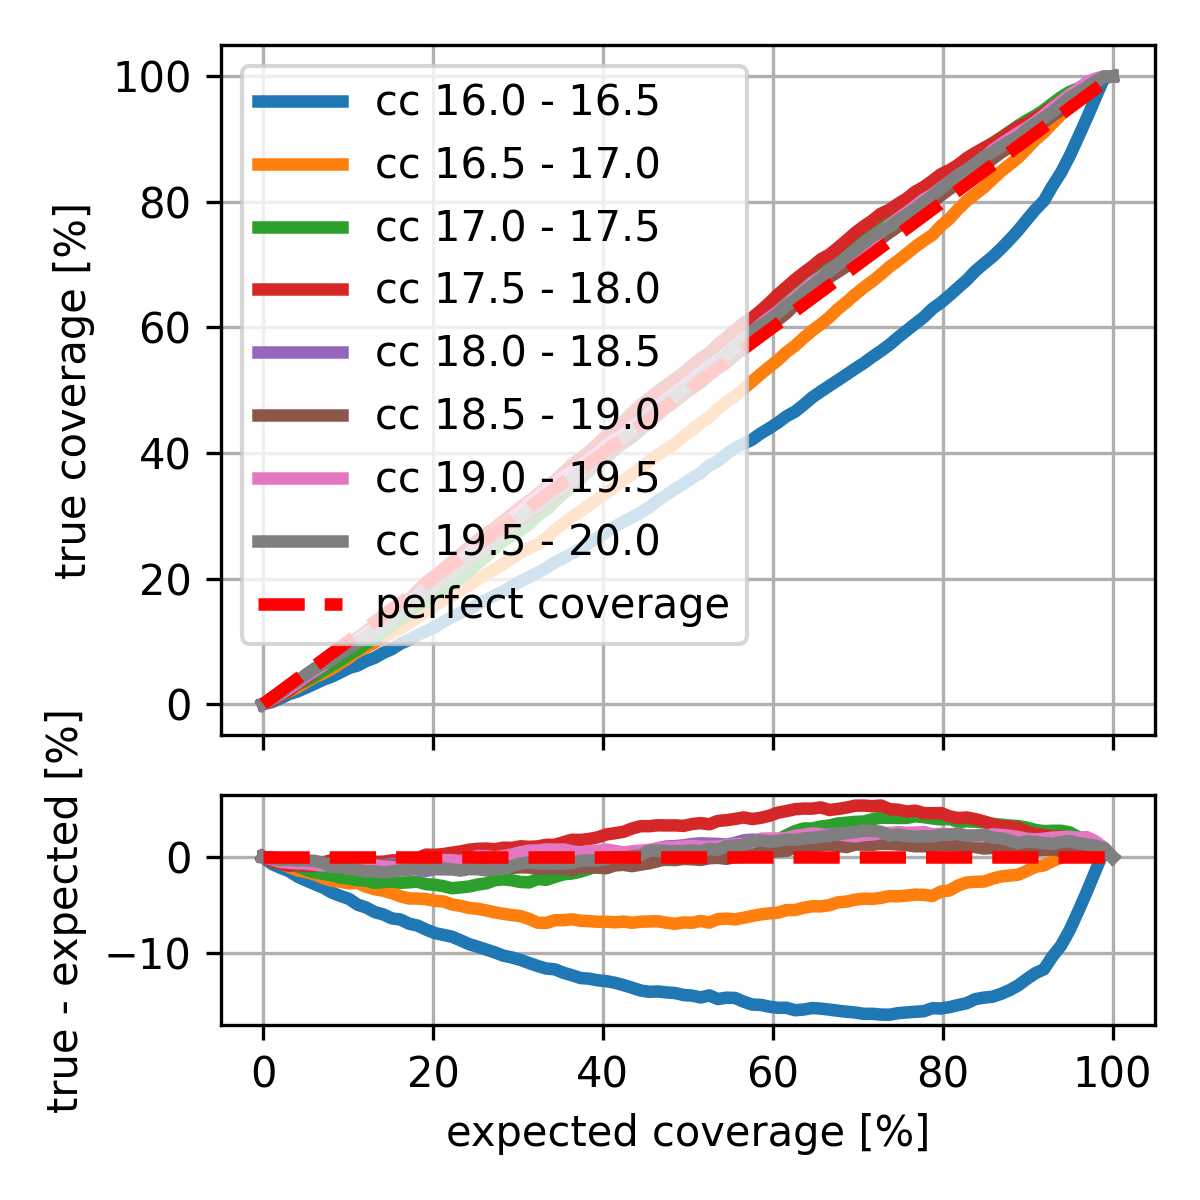 100
80
60
40
20
0
true coverage [%]
cc 16.0 - 16.5
cc 16.5 - 17.0
cc 17.0 - 17.5
cc 17.5 - 18.0
cc 18.0 - 18.5
cc 18.5 - 19.0
cc 19.0 - 19.5
cc 19.5 - 20.0
perfect coverage
0
−10
true - expected [%]
0 20 40 60 80 100
expected coverage [%]